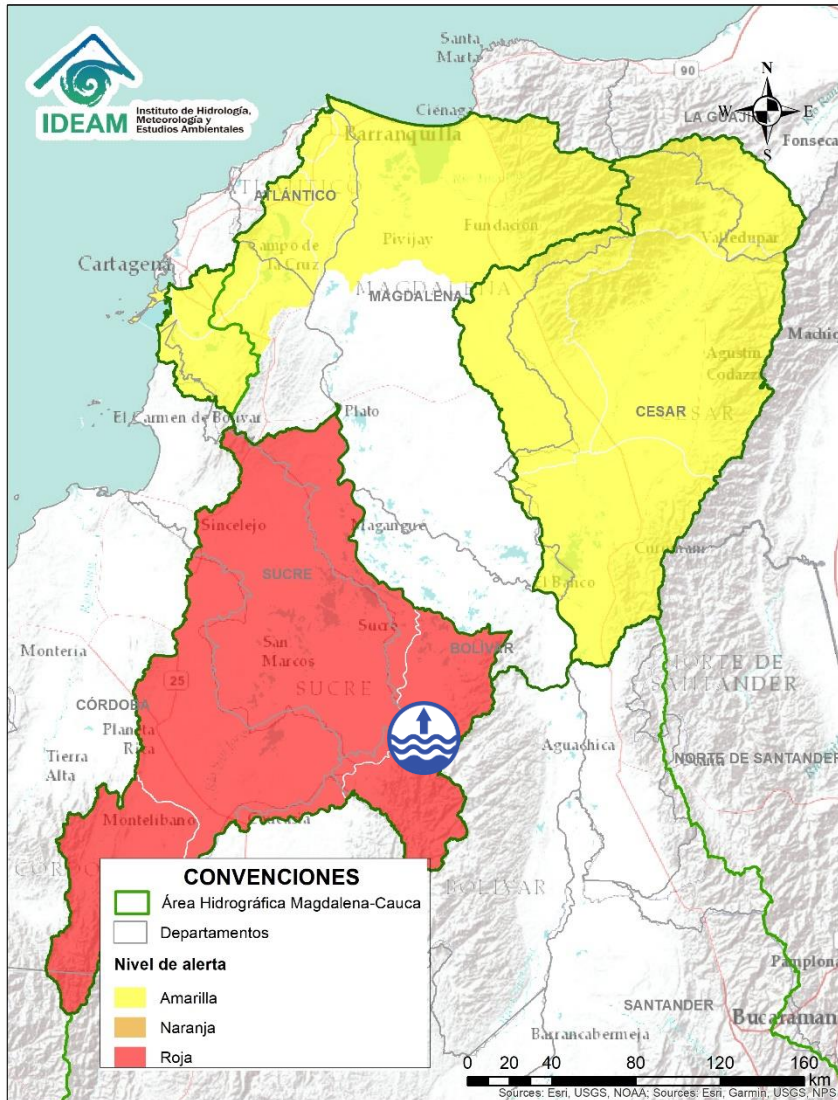 IDEAM
Instituto de Hidrología,
Meteorología y
Estudios Ambientales
Santa
Marta
90
N
W
E
S
LA GUAJI
Fonseca
Ciénaga
Barranquilla
ATLÁNTICO
Fundación
Valledupar
Campo de
la Cruz
Pivijay
Cartagena
MAGDALENA
MAGDALENA
Agustín
Codazzi
CESAR
El Carmen de Bolívar
Plato
Sincelejo
Magangué
SUCRE
El Banco
Sucre
BOLÍVAR
Montería
San
Marcos
25
SUCRE
NORTE DE
SANTANDER
CÓRDOBA
Planeta
Rica
Aguachica
NORTE DE SANTANDER
Tierra
Alta
Montelíbano
BOLÍVAR
CONVENCIONES
Área Hidrográfica Magdalena-Cauca
Departamentos
Nivel de alerta
Amarilla
Naranja
Roja
Pamplona
SANTANDER
Bucaraman
Barrancabermeja
0 20 40 80 120 160
km
Sources: Esri, USGS, NOAA; Sources: Esri, Garmin, USGS, NPS